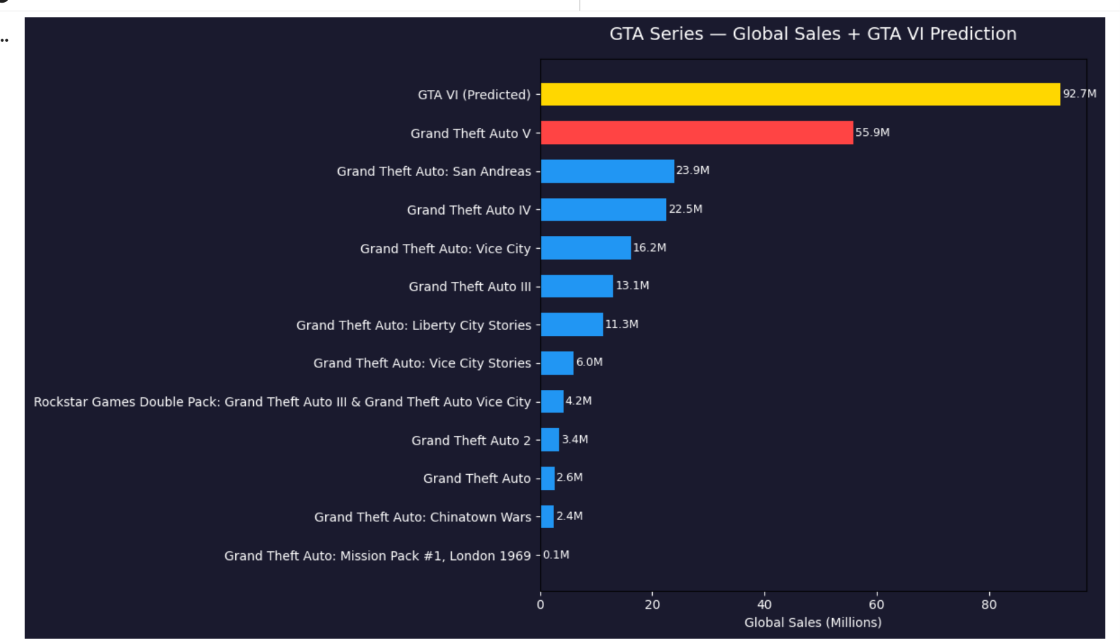 ..
GTA Series — Global Sales + GTA VI Prediction
GTA VI (Predicted) 92.7M
Grand Theft Auto V 55.9M
Grand Theft Auto: San Andreas 23.9M
Grand Theft Auto IV 22.5M
Grand Theft Auto: Vice City 16.2M
Grand Theft Auto III 13.1M
Grand Theft Auto: Liberty City Stories 11.3M
Grand Theft Auto: Vice City Stories 6.0M
Rockstar Games Double Pack: Grand Theft Auto III & Grand Theft Auto Vice City 4.2M
Grand Theft Auto 2 3.4M
Grand Theft Auto 2.6M
Grand Theft Auto: Chinatown Wars 2.4M
Grand Theft Auto: Mission Pack #1, London 1969 0.1M
0 20 40 60 80
Global Sales (Millions)